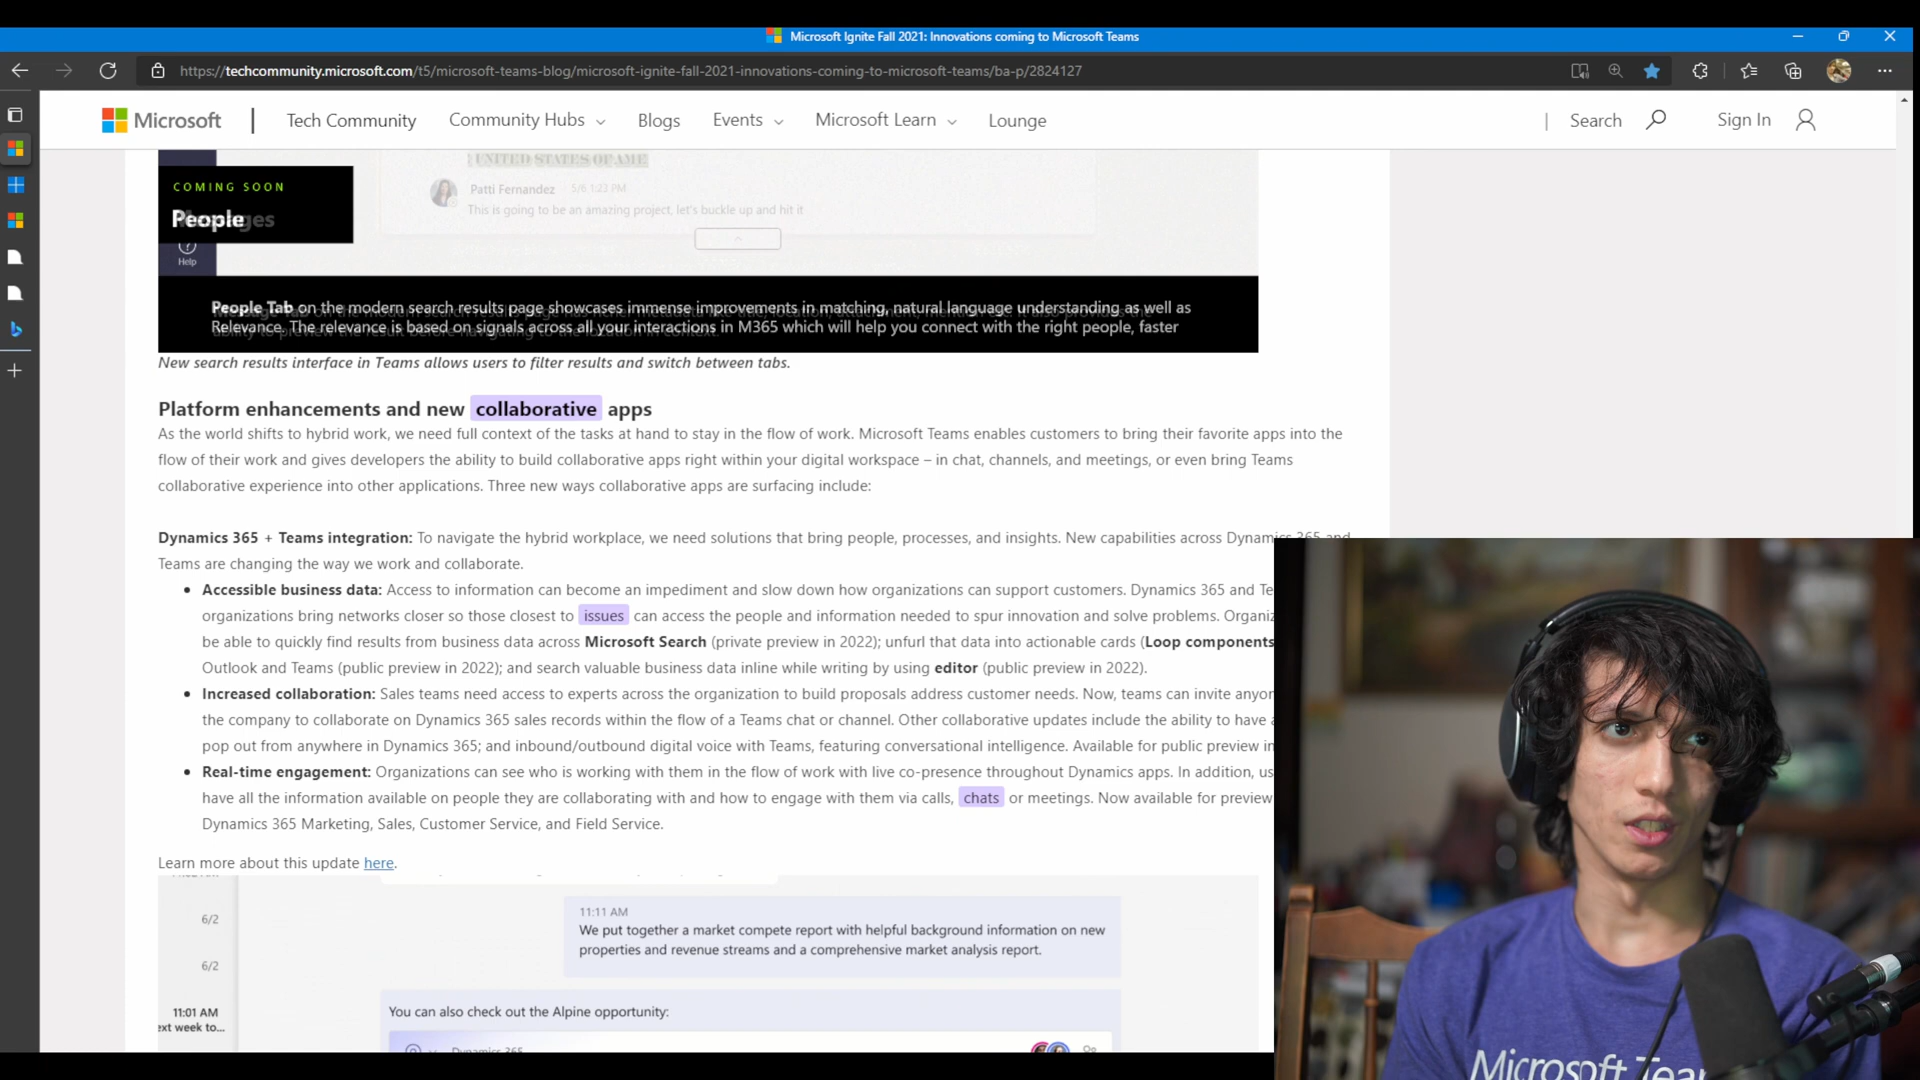 Microsoft Ignite Fall 2021: Innovations coming to Microsoft Teams
https://techcommunity.microsoft.com/t5/microsoft-teams-blog/microsoft-ignite-fall-2021-innovations-coming-to-microsoft-teams/ba-p/2824127
Microsoft | Tech Community Community Hubs Blogs Events Microsoft Learn Lounge | Search Sign In
UNITED STATES OF AME
COMING SOON
Patti Fernandez 5/6 1:23 PM
This is going to be an amazing project, let's buckle up and hit it
People
Help
People Tab on the modern search results page showcases immense improvements in matching, natural language understanding as well as
Relevance. The relevance is based on signals across all your interactions in M365 which will help you connect with the right people, faster
New search results interface in Teams allows users to filter results and switch between tabs.
Platform enhancements and new collaborative apps
As the world shifts to hybrid work, we need full context of the tasks at hand to stay in the flow of work. Microsoft Teams enables customers to bring their favorite apps into the
flow of their work and gives developers the ability to build collaborative apps right within your digital workspace – in chat, channels, and meetings, or even bring Teams
collaborative experience into other applications. Three new ways collaborative apps are surfacing include:
Dynamics 365 + Teams integration: To navigate the hybrid workplace, we need solutions that bring people, processes, and insights. New capabilities across Dynamics 365 and
Teams are changing the way we work and collaborate.
• Accessible business data: Access to information can become an impediment and slow down how organizations can support customers. Dynamics 365 and Te
organizations bring networks closer so those closest to issues can access the people and information needed to spur innovation and solve problems. Organiz
be able to quickly find results from business data across Microsoft Search (private preview in 2022); unfurl that data into actionable cards (Loop components
Outlook and Teams (public preview in 2022); and search valuable business data inline while writing by using editor (public preview in 2022).
• Increased collaboration: Sales teams need access to experts across the organization to build proposals address customer needs. Now, teams can invite anyon
the company to collaborate on Dynamics 365 sales records within the flow of a Teams chat or channel. Other collaborative updates include the ability to have a
pop out from anywhere in Dynamics 365; and inbound/outbound digital voice with Teams, featuring conversational intelligence. Available for public preview in
• Real-time engagement: Organizations can see who is working with them in the flow of work with live co-presence throughout Dynamics apps. In addition, us
have all the information available on people they are collaborating with and how to engage with them via calls, chats or meetings. Now available for preview
Dynamics 365 Marketing, Sales, Customer Service, and Field Service.
Learn more about this update here.
6/2
11:11 AM
We put together a market compete report with helpful background information on new
properties and revenue streams and a comprehensive market analysis report.
6/2
11:01 AM
ext week to...
You can also check out the Alpine opportunity:
Dynamics 365
Microsoft Tea